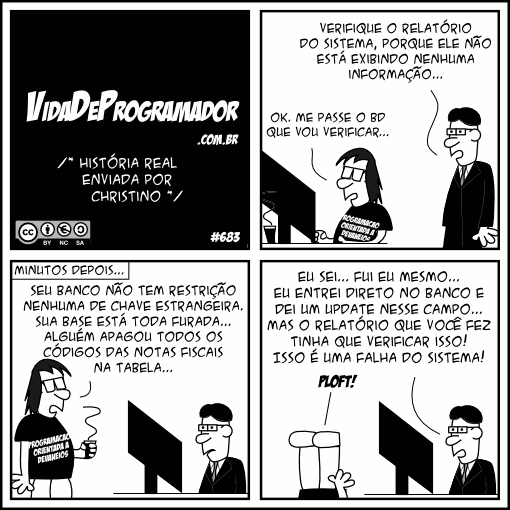 VIDADEPROGRAMADOR
.COM.BR
/* HISTÓRIA REAL
ENVIADA POR
CHRISTINO */
CC BY NC SA
#683
VERIFIQUE O RELATÓRIO
DO SISTEMA, PORQUE ELE NÃO
ESTÁ EXIBINDO NENHUMA
INFORMAÇÃO...
OK. ME PASSE O BD
QUE VOU VERIFICAR...
PROGRAMACAO
ORIENTADA A
DEVANEIOS
MINUTOS DEPOIS...
SEU BANCO NÃO TEM RESTRIÇÃO
NENHUMA DE CHAVE ESTRANGEIRA.
SUA BASE ESTÁ TODA FURADA...
ALGUÉM APAGOU TODOS OS
CÓDIGOS DAS NOTAS FISCAIS
NA TABELA...
PROGRAMACAO
ORIENTADA A
DEVANEIOS
EU SEI... FUI EU MESMO...
EU ENTREI DIRETO NO BANCO E
DEI UM UPDATE NESSE CAMPO...
MAS O RELATÓRIO QUE VOCÊ FEZ
TINHA QUE VERIFICAR ISSO!
ISSO É UMA FALHA DO SISTEMA!
PLOFT!